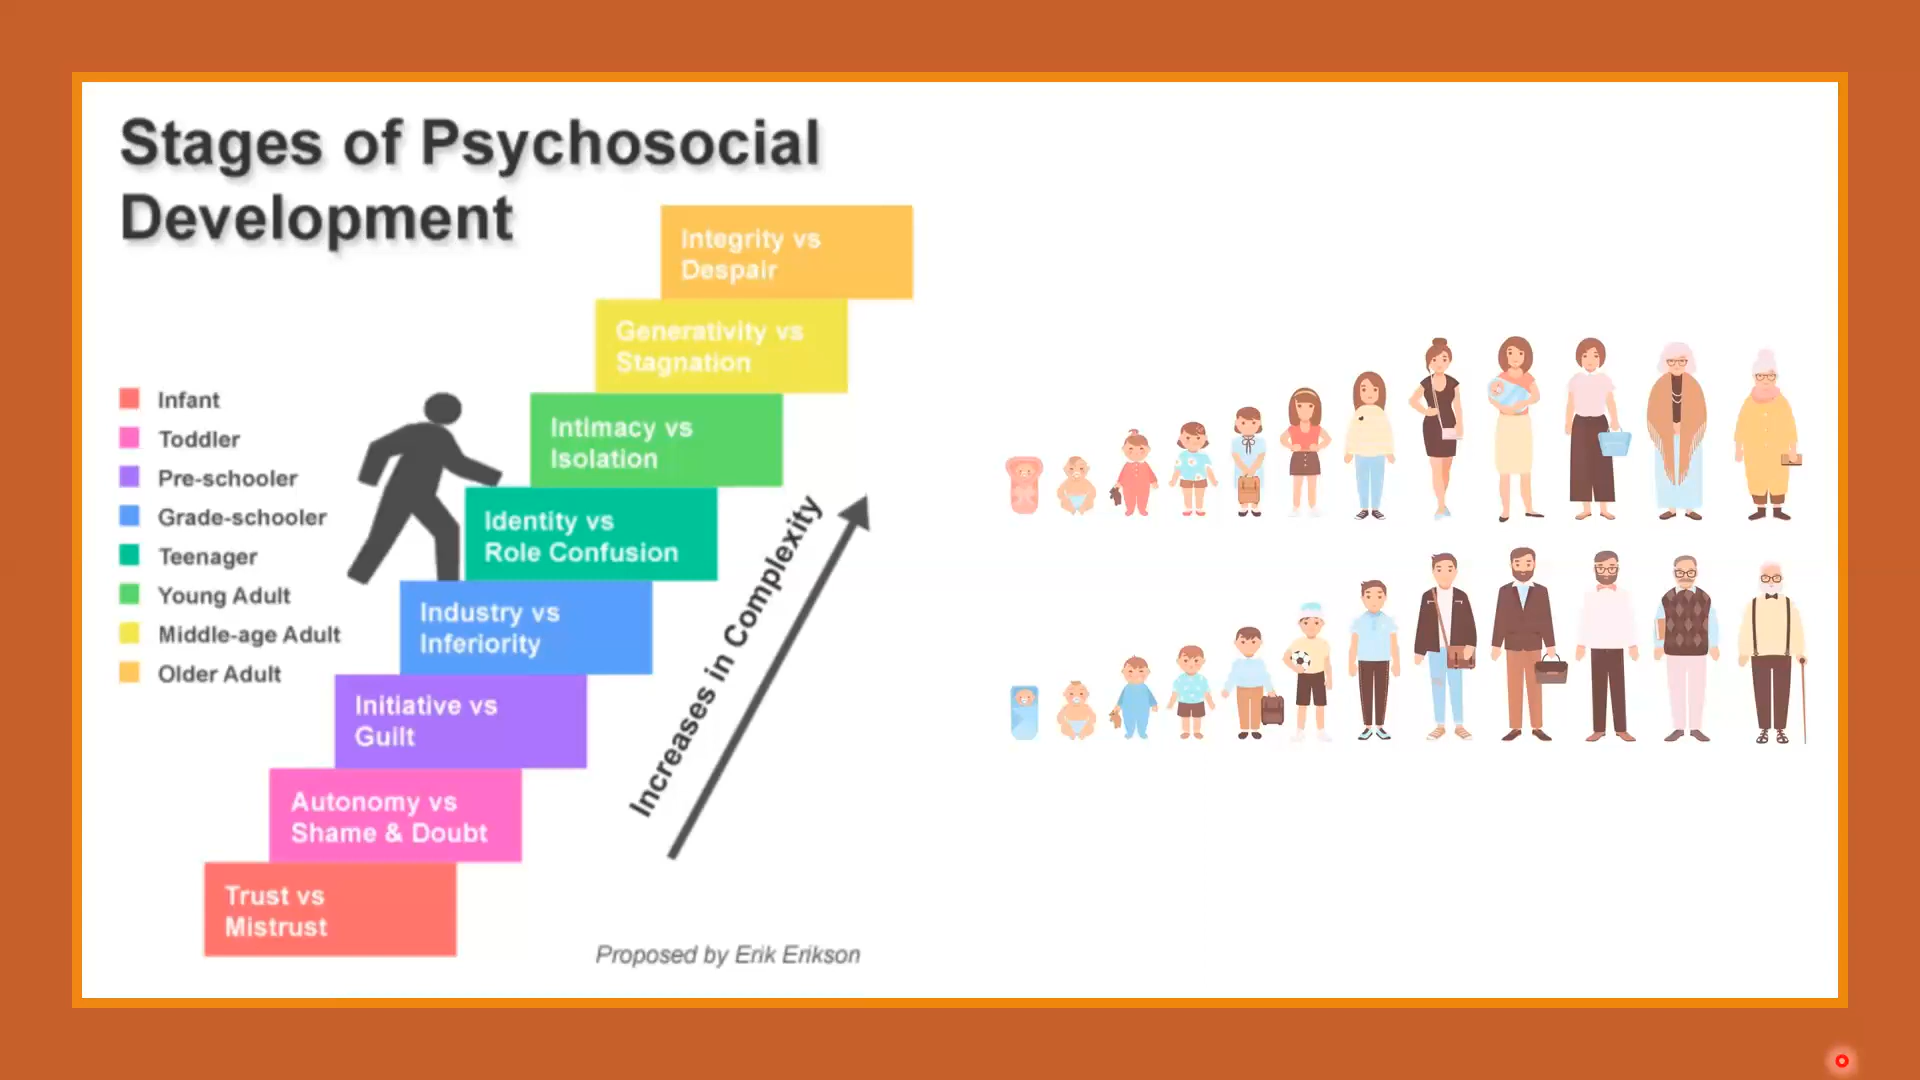 Stages of Psychosocial
Development
Integrity vs
Despair
Generativity vs
Stagnation
Intimacy vs
Isolation
Identity vs
Role Confusion
Industry vs
Inferiority
Initiative vs
Guilt
Autonomy vs
Shame & Doubt
Trust vs
Mistrust
Infant
Toddler
Pre-schooler
Grade-schooler
Teenager
Young Adult
Middle-age Adult
Older Adult
Increases in Complexity
Proposed by Erik Erikson